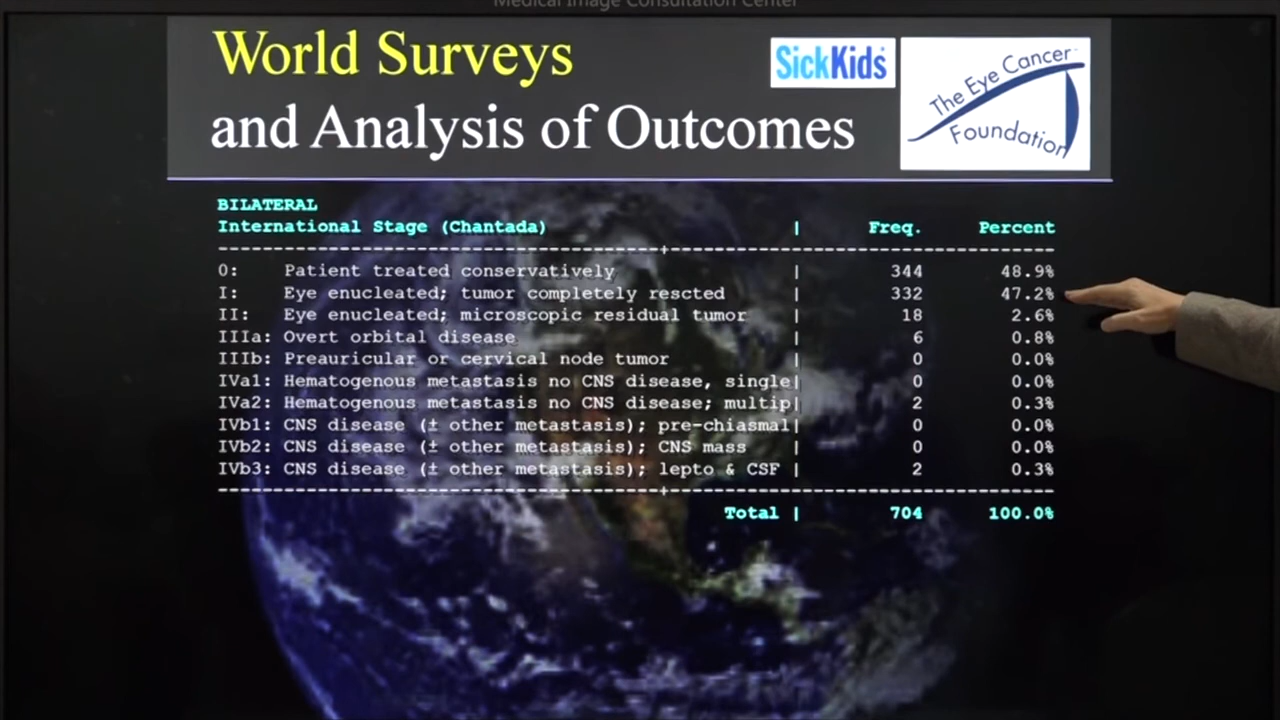 Medical Image Consultation Center
World Surveys
and Analysis of Outcomes
SickKids
The Eye Cancer
Foundation
BILATERAL
International Stage (Chantada) | Freq. Percent
0: Patient treated conservatively | 344 48.9%
I: Eye enucleated; tumor completely rescted | 332 47.2%
II: Eye enucleated; microscopic residual tumor | 18 2.6%
IIIa: Overt orbital disease | 6 0.8%
IIIb: Preauricular or cervical node tumor | 0 0.0%
IVa1: Hematogenous metastasis no CNS disease, single| 0 0.0%
IVa2: Hematogenous metastasis no CNS disease; multip| 2 0.3%
IVb1: CNS disease (± other metastasis); pre-chiasmal| 0 0.0%
IVb2: CNS disease (± other metastasis); CNS mass | 0 0.0%
IVb3: CNS disease (± other metastasis); lepto & CSF | 2 0.3%
Total | 704 100.0%